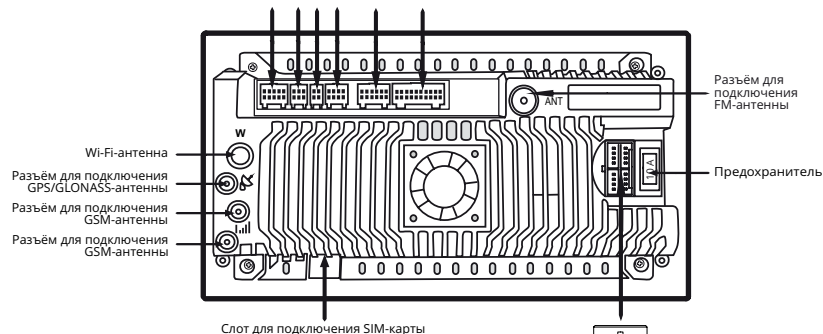 Разъём для
подключения
FM-антенны
ANT
W
Wi-Fi-антенна
Разъём для подключения
GPS/GLONASS-антенны
Предохранитель
10 A
Разъём для подключения
GSM-антенны
Разъём для подключения
GSM-антенны
Слот для подключения SIM-карты